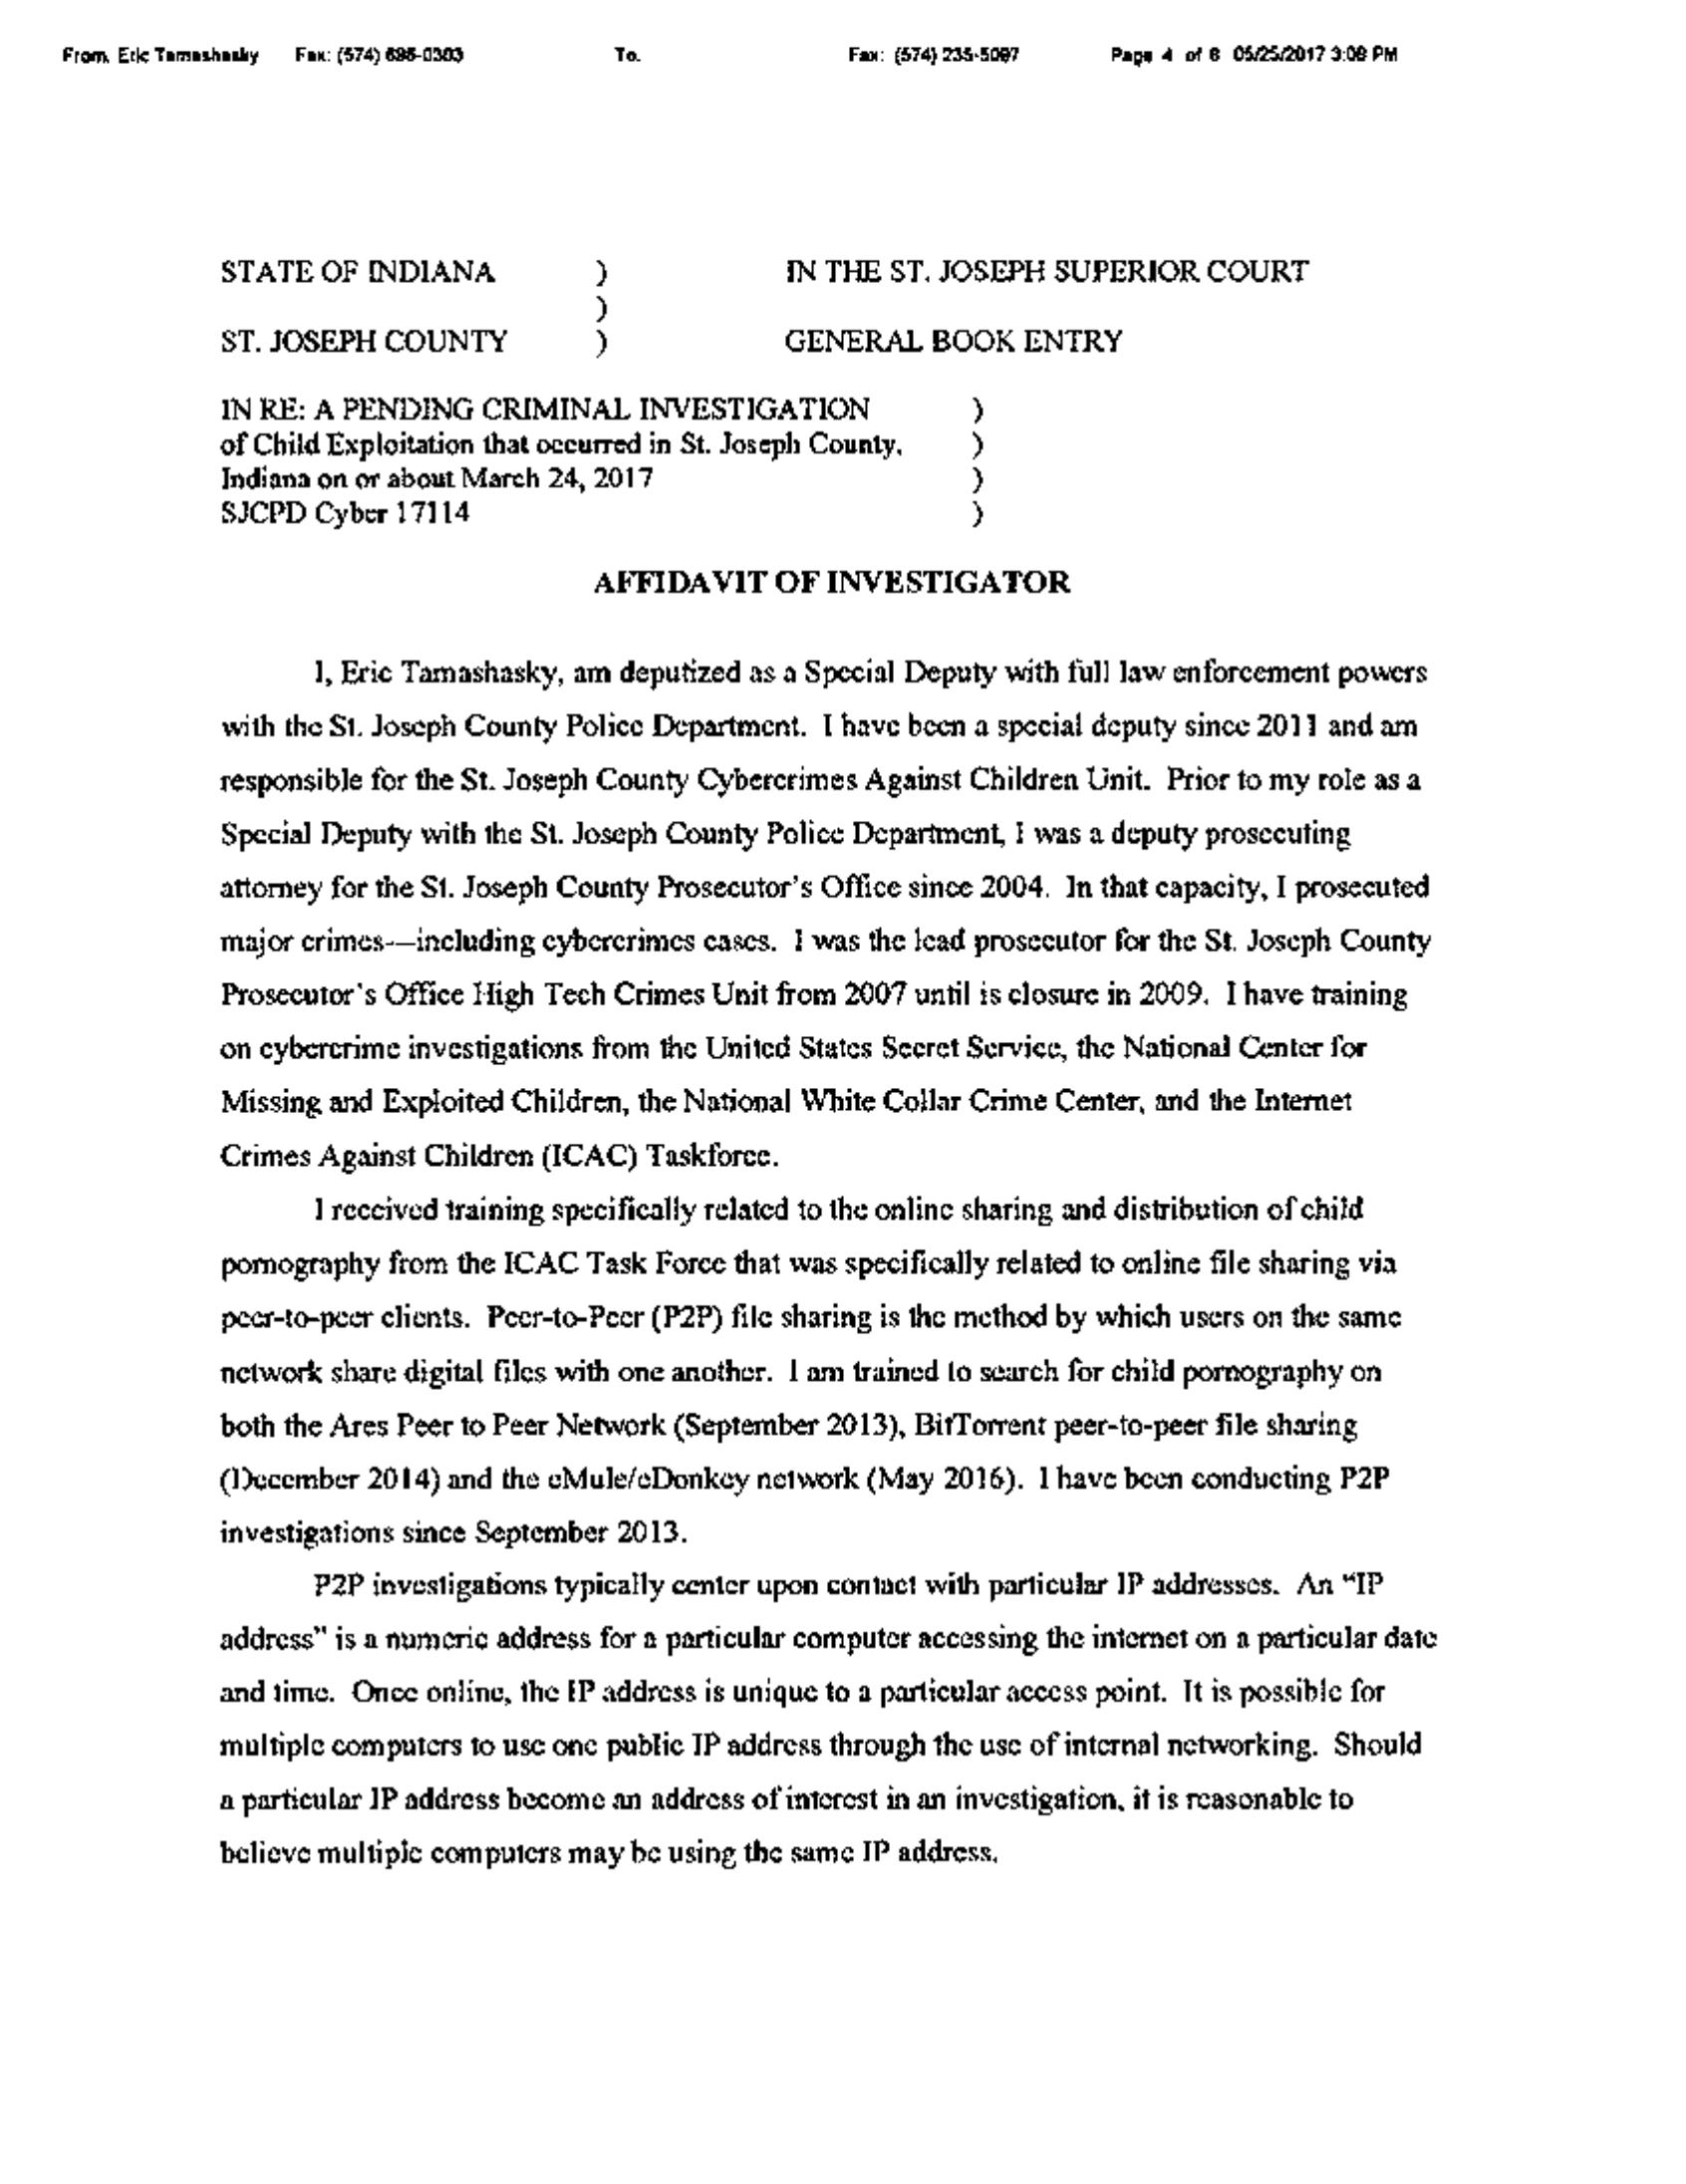 From: Eric Tamashasky Fax: (574) To: Fax: (574) 235-5097 Page 4 of 05/25/2017 PM
STATE OF INDIANA ) IN THE ST. JOSEPH SUPERIOR COURT
)
ST. JOSEPH COUNTY ) GENERAL BOOK ENTRY
IN RE: A PENDING CRIMINAL INVESTIGATION )
of Child Exploitation that occurred in St. Joseph County, )
Indiana on or about March 24, 2017 )
SJCPD Cyber 17114 )
AFFIDAVIT OF INVESTIGATOR
I, Eric Tamashasky, am deputized as a Special Deputy with full law enforcement powers
with the St. Joseph County Police Department. I have been a special deputy since 2011 and am
responsible for the St. Joseph County Cybercrimes Against Children Unit. Prior to my role as a
Special Deputy with the St. Joseph County Police Department, I was a deputy prosecuting
attorney for the St. Joseph County Prosecutor's Office since 2004. In that capacity, I prosecuted
major crimes—including cybercrimes cases. I was the lead prosecutor for the St. Joseph County
Prosecutor's Office High Tech Crimes Unit from 2007 until is closure in 2009. I have training
on cybercrime investigations from the United States Secret Service, the National Center for
Missing and Exploited Children, the National White Collar Crime Center, and the Internet
Crimes Against Children (ICAC) Taskforce.
I received training specifically related to the online sharing and distribution of child
pornography from the ICAC Task Force that was specifically related to online file sharing via
peer-to-peer clients. Peer-to-Peer (P2P) file sharing is the method by which users on the same
network share digital files with one another. I am trained to search for child pornography on
both the Ares Peer to Peer Network (September 2013), BitTorrent peer-to-peer file sharing
(December 2014) and the eMule/eDonkey network (May 2016). I have been conducting P2P
investigations since September 2013.
P2P investigations typically center upon contact with particular IP addresses. An “IP
address” is a numeric address for a particular computer accessing the internet on a particular date
and time. Once online, the IP address is unique to a particular access point. It is possible for
multiple computers to use one public IP address through the use of internal networking. Should
a particular IP address become an address of interest in an investigation, it is reasonable to
believe multiple computers may be using the same IP address.